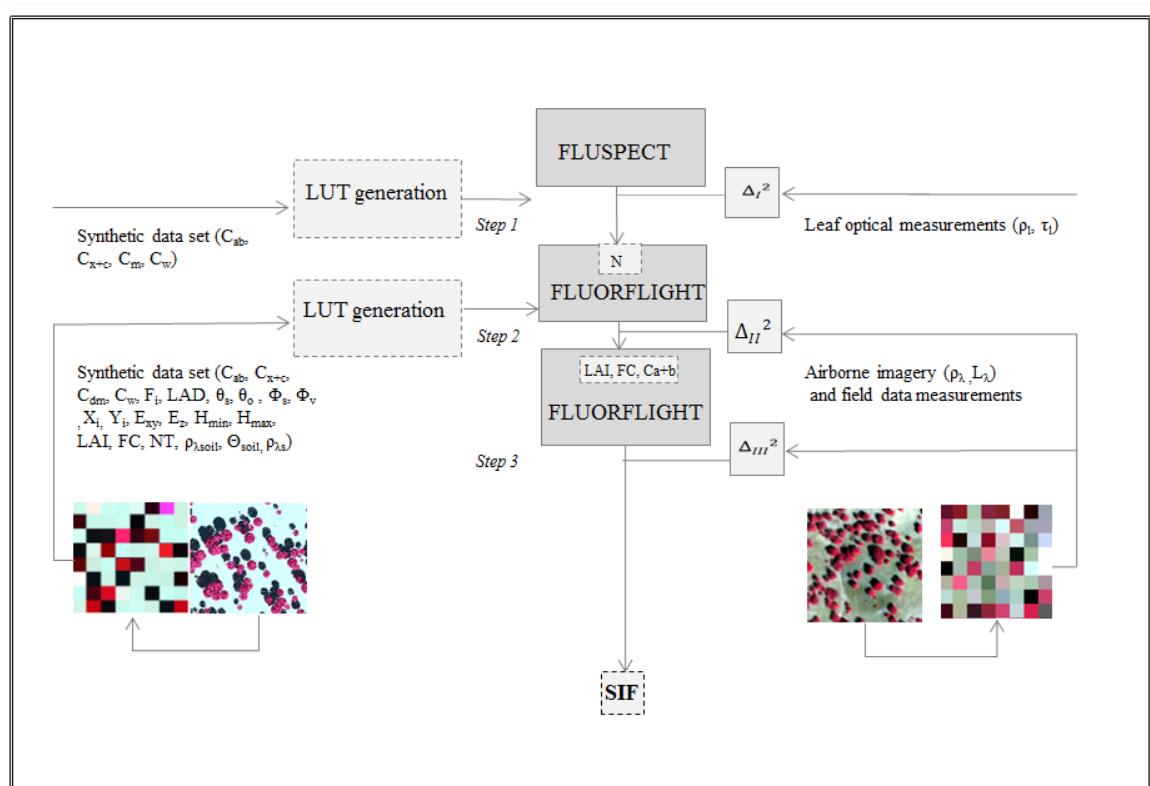 FLUSPECT
LUT generation
Δ_I²
Step 1
Synthetic data set (C_ab, C_x+c, C_m, C_w)
Leaf optical measurements (ρ_l, τ_l)
N
FLUORFLIGHT
LUT generation
Step 2
Δ_II²
LAI, FC, Ca+b
FLUORFLIGHT
Synthetic data set (C_ab, C_x+c,
C_dm, C_w, F_i, LAD, θ_s, θ_o , Φ_s, Φ_v
, X_i, Y_i, E_xy, E_z, H_min, H_max,
LAI, FC, NT, ρ_λsoil, Θ_soil, ρ_λs)
Airborne imagery (ρ_λ ,L_λ)
and field data measurements
Step 3
Δ_III²
SIF